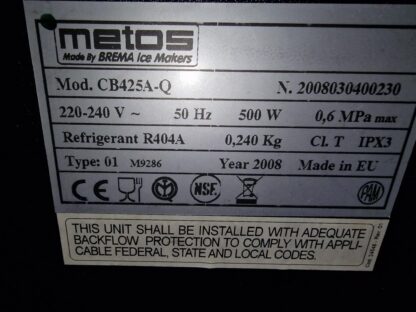 metos
Made By BREMA Ice Makers
Mod. CB425A-Q N. 2008030400230
220-240 V ~ 50 Hz 500 W 0,6 MPa max
Refrigerant R404A 0,240 Kg Cl. T IPX3
Type: 01 M9286 Year 2008 Made in EU
CE NSF PAM
THIS UNIT SHALL BE INSTALLED WITH ADEQUATE
BACKFLOW PROTECTION TO COMPLY WITH APPLI-
CABLE FEDERAL, STATE AND LOCAL CODES.